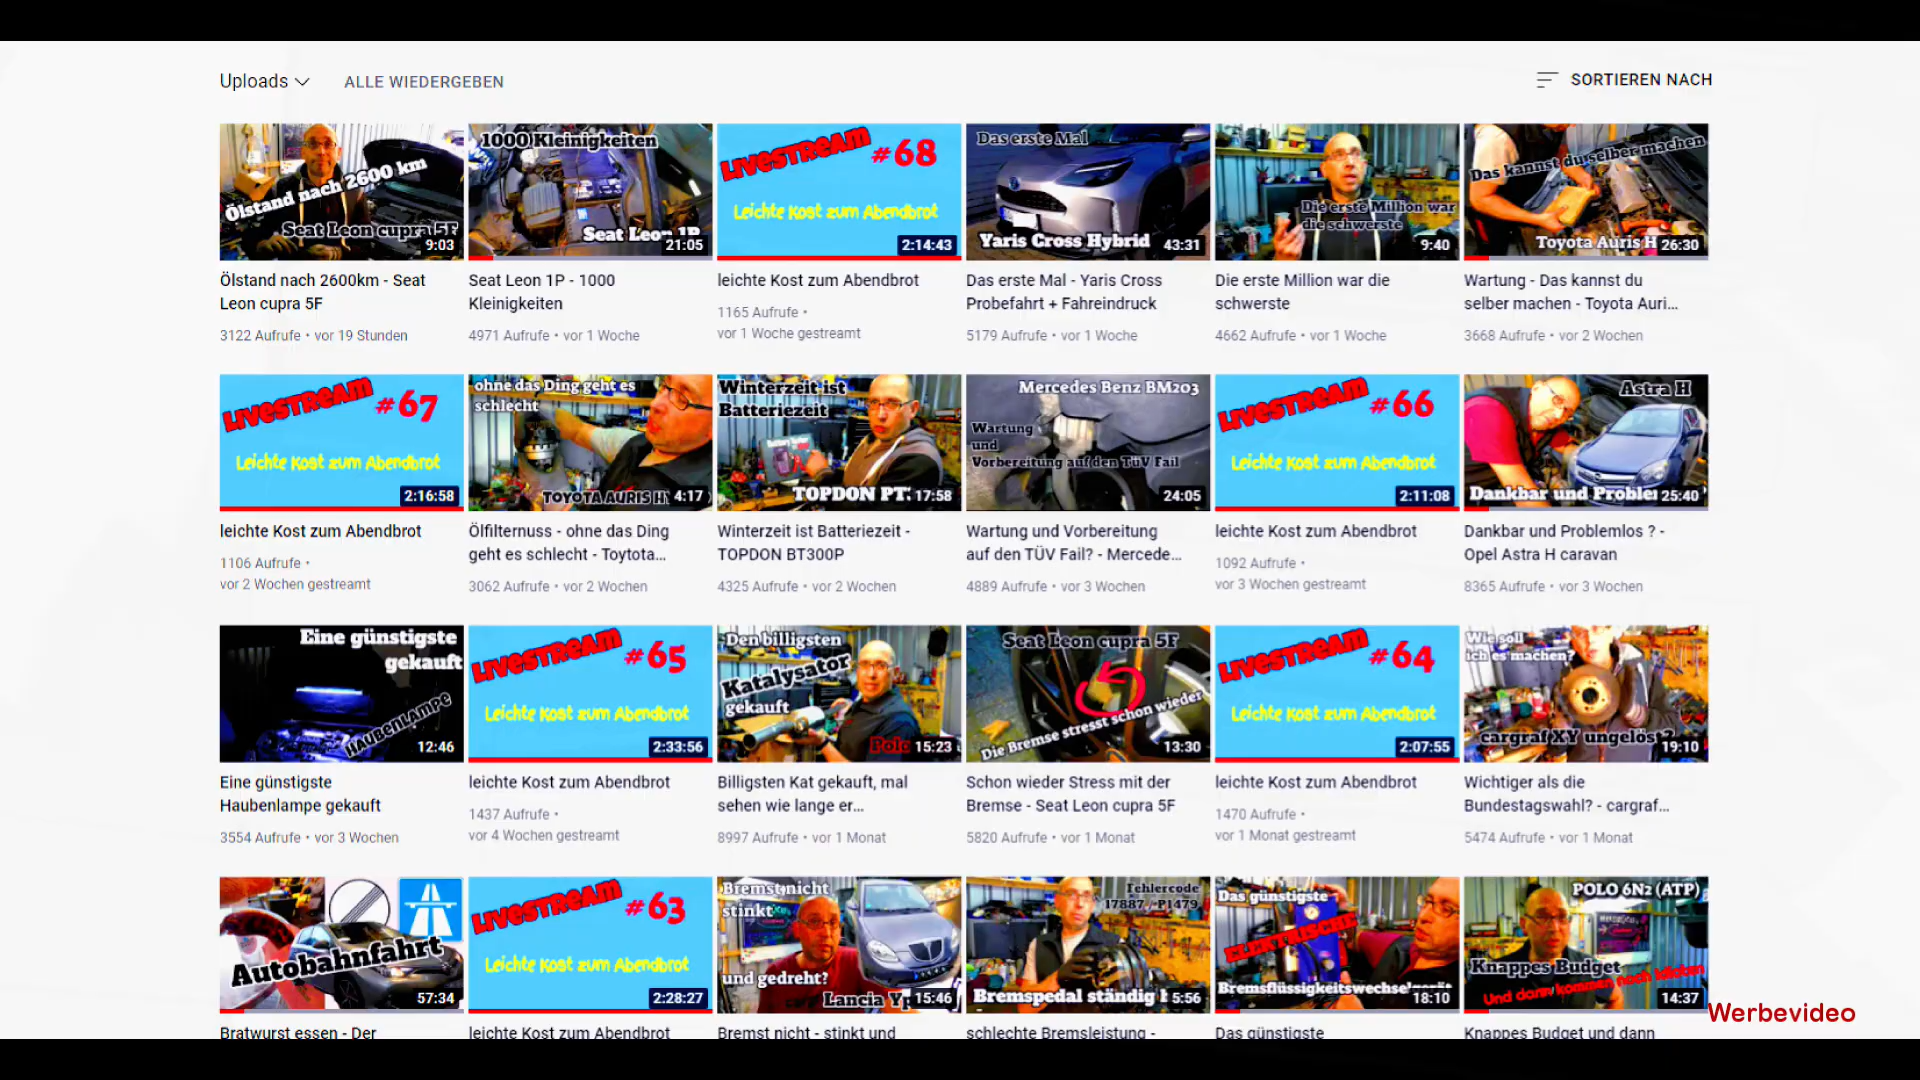 Uploads
ALLE WIEDERGEBEN
SORTIEREN NACH
Ölstand nach 2600 km
Seat Leon cupra 5F
9:03
1000 Kleinigkeiten
Seat Leon 1P
21:05
LIVESTREAM #68
Leichte Kost zum Abendbrot
2:14:43
Das erste Mal
Yaris Cross Hybrid
43:31
Die erste Million war
die schwerste
9:40
Das kannst du selber machen
Toyota Auris H
26:30
Ölstand nach 2600km - Seat
Leon cupra 5F
3122 Aufrufe • vor 19 Stunden
Seat Leon 1P - 1000
Kleinigkeiten
4971 Aufrufe • vor 1 Woche
leichte Kost zum Abendbrot
1165 Aufrufe •
vor 1 Woche gestreamt
Das erste Mal - Yaris Cross
Probefahrt + Fahreindruck
5179 Aufrufe • vor 1 Woche
Die erste Million war die
schwerste
4662 Aufrufe • vor 1 Woche
Wartung - Das kannst du
selber machen - Toyota Auri...
3668 Aufrufe • vor 2 Wochen
LIVESTREAM #67
Leichte Kost zum Abendbrot
2:16:58
ohne das Ding geht es
schlecht
TOYOTA AURIS HY
4:17
Winterzeit ist
Batteriezeit
TOPDON PT
17:58
Mercedes Benz BM203
Wartung
und
Vorbereitung auf den TüV Fail
24:05
LIVESTREAM #66
Leichte Kost zum Abendbrot
2:11:08
Astra H
Dankbar und Proble
25:40
leichte Kost zum Abendbrot
1106 Aufrufe •
vor 2 Wochen gestreamt
Ölfilternuss - ohne das Ding
geht es schlecht - Toytota...
3062 Aufrufe • vor 2 Wochen
Winterzeit ist Batteriezeit -
TOPDON BT300P
4325 Aufrufe • vor 2 Wochen
Wartung und Vorbereitung
auf den TÜV Fail? - Mercede...
4889 Aufrufe • vor 3 Wochen
leichte Kost zum Abendbrot
1092 Aufrufe •
vor 3 Wochen gestreamt
Dankbar und Problemlos ? -
Opel Astra H caravan
8365 Aufrufe • vor 3 Wochen
Eine günstigste
gekauft
HAUBENLAMPE
12:46
LIVESTREAM #65
Leichte Kost zum Abendbrot
2:33:56
Den billigsten
Katalysator
gekauft
Polo
15:23
Seat Leon cupra 5F
Die Bremse stresst schon wieder
13:30
LIVESTREAM #64
Leichte Kost zum Abendbrot
2:07:55
Wie soll
ich es machen?
cargraf XY ungelöst
19:10
Eine günstigste
Haubenlampe gekauft
3554 Aufrufe • vor 3 Wochen
leichte Kost zum Abendbrot
1437 Aufrufe •
vor 4 Wochen gestreamt
Billigsten Kat gekauft, mal
sehen wie lange er...
8997 Aufrufe • vor 1 Monat
Schon wieder Stress mit der
Bremse - Seat Leon cupra 5F
5820 Aufrufe • vor 1 Monat
leichte Kost zum Abendbrot
1470 Aufrufe •
vor 1 Monat gestreamt
Wichtiger als die
Bundestagswahl? - cargraf...
5474 Aufrufe • vor 1 Monat
Autobahnfahrt
57:34
LIVESTREAM #63
Leichte Kost zum Abendbrot
2:28:27
Bremst nicht
stinkt
und gedreht?
Lancia Yp
15:46
Fehlercode
17887 / P1479
Bremspedal ständig
5:56
Das günstigste
ELEKTRISCHE
Bremsflüssigkeitswechselgerät
18:10
POLO 6N2 (ATP)
Knappes Budget
Und dann kommen noch
14:37
Werbevideo
Bratwurst essen - Der
leichte Kost zum Abendbrot
Bremst nicht - stinkt und
schlechte Bremsleistung -
Das günstigste
Knappes Budget und dann